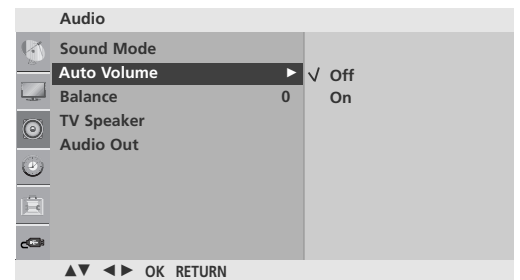 Audio
Sound Mode
Auto Volume ► √ Off
Balance 0 On
TV Speaker
Audio Out
▲▼ ◄► OK RETURN